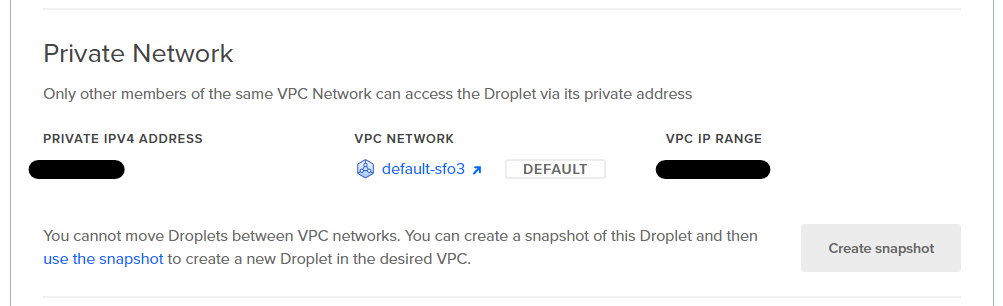 Private Network
Only other members of the same VPC Network can access the Droplet via its private address
PRIVATE IPV4 ADDRESS
VPC NETWORK
VPC IP RANGE
default-sfo3
DEFAULT
You cannot move Droplets between VPC networks. You can create a snapshot of this Droplet and then
use the snapshot to create a new Droplet in the desired VPC.
Create snapshot